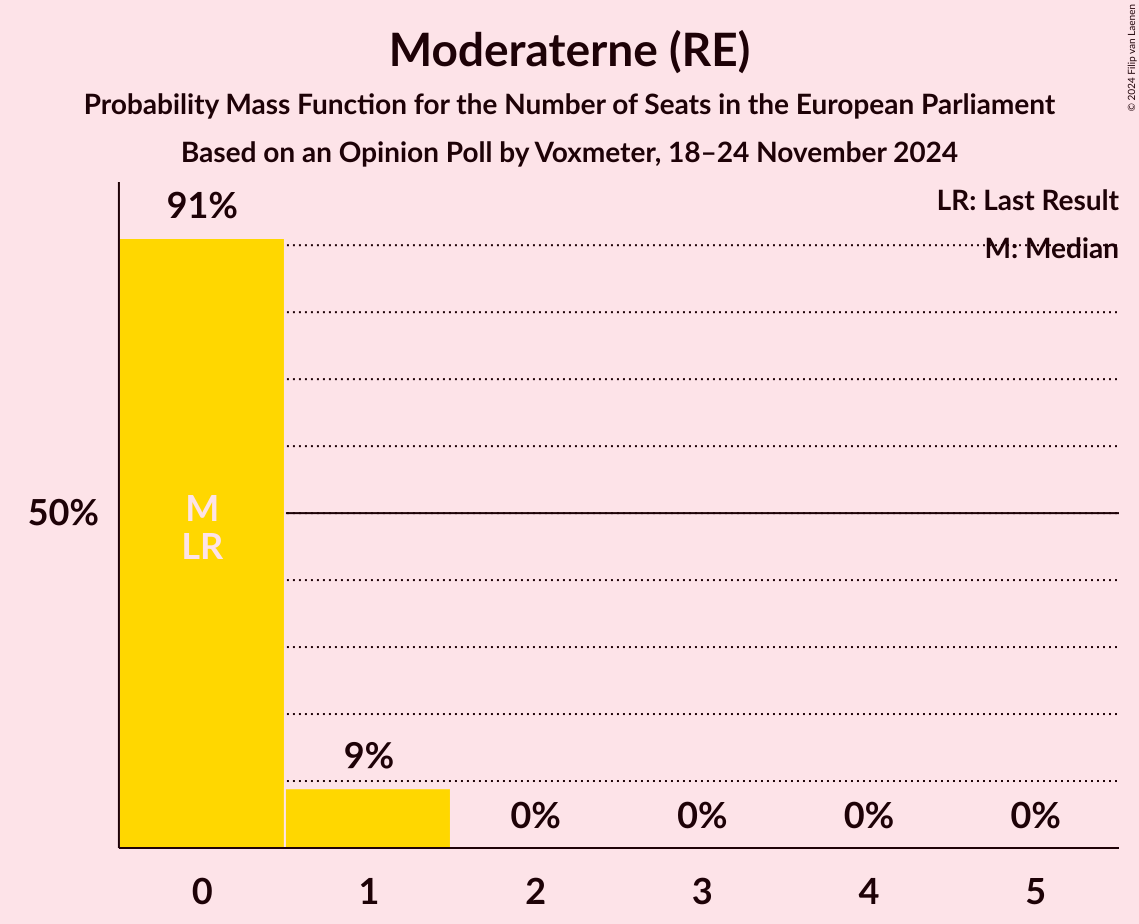 Moderaterne (RE)
Probability Mass Function for the Number of Seats in the European Parliament
Based on an Opinion Poll by Voxmeter, 18–24 November 2024
© 2024 Filip van Laenen
LR: Last Result
M: Median
91%
50%
M
LR
9%
0%
0%
0%
0%
0
1
2
3
4
5